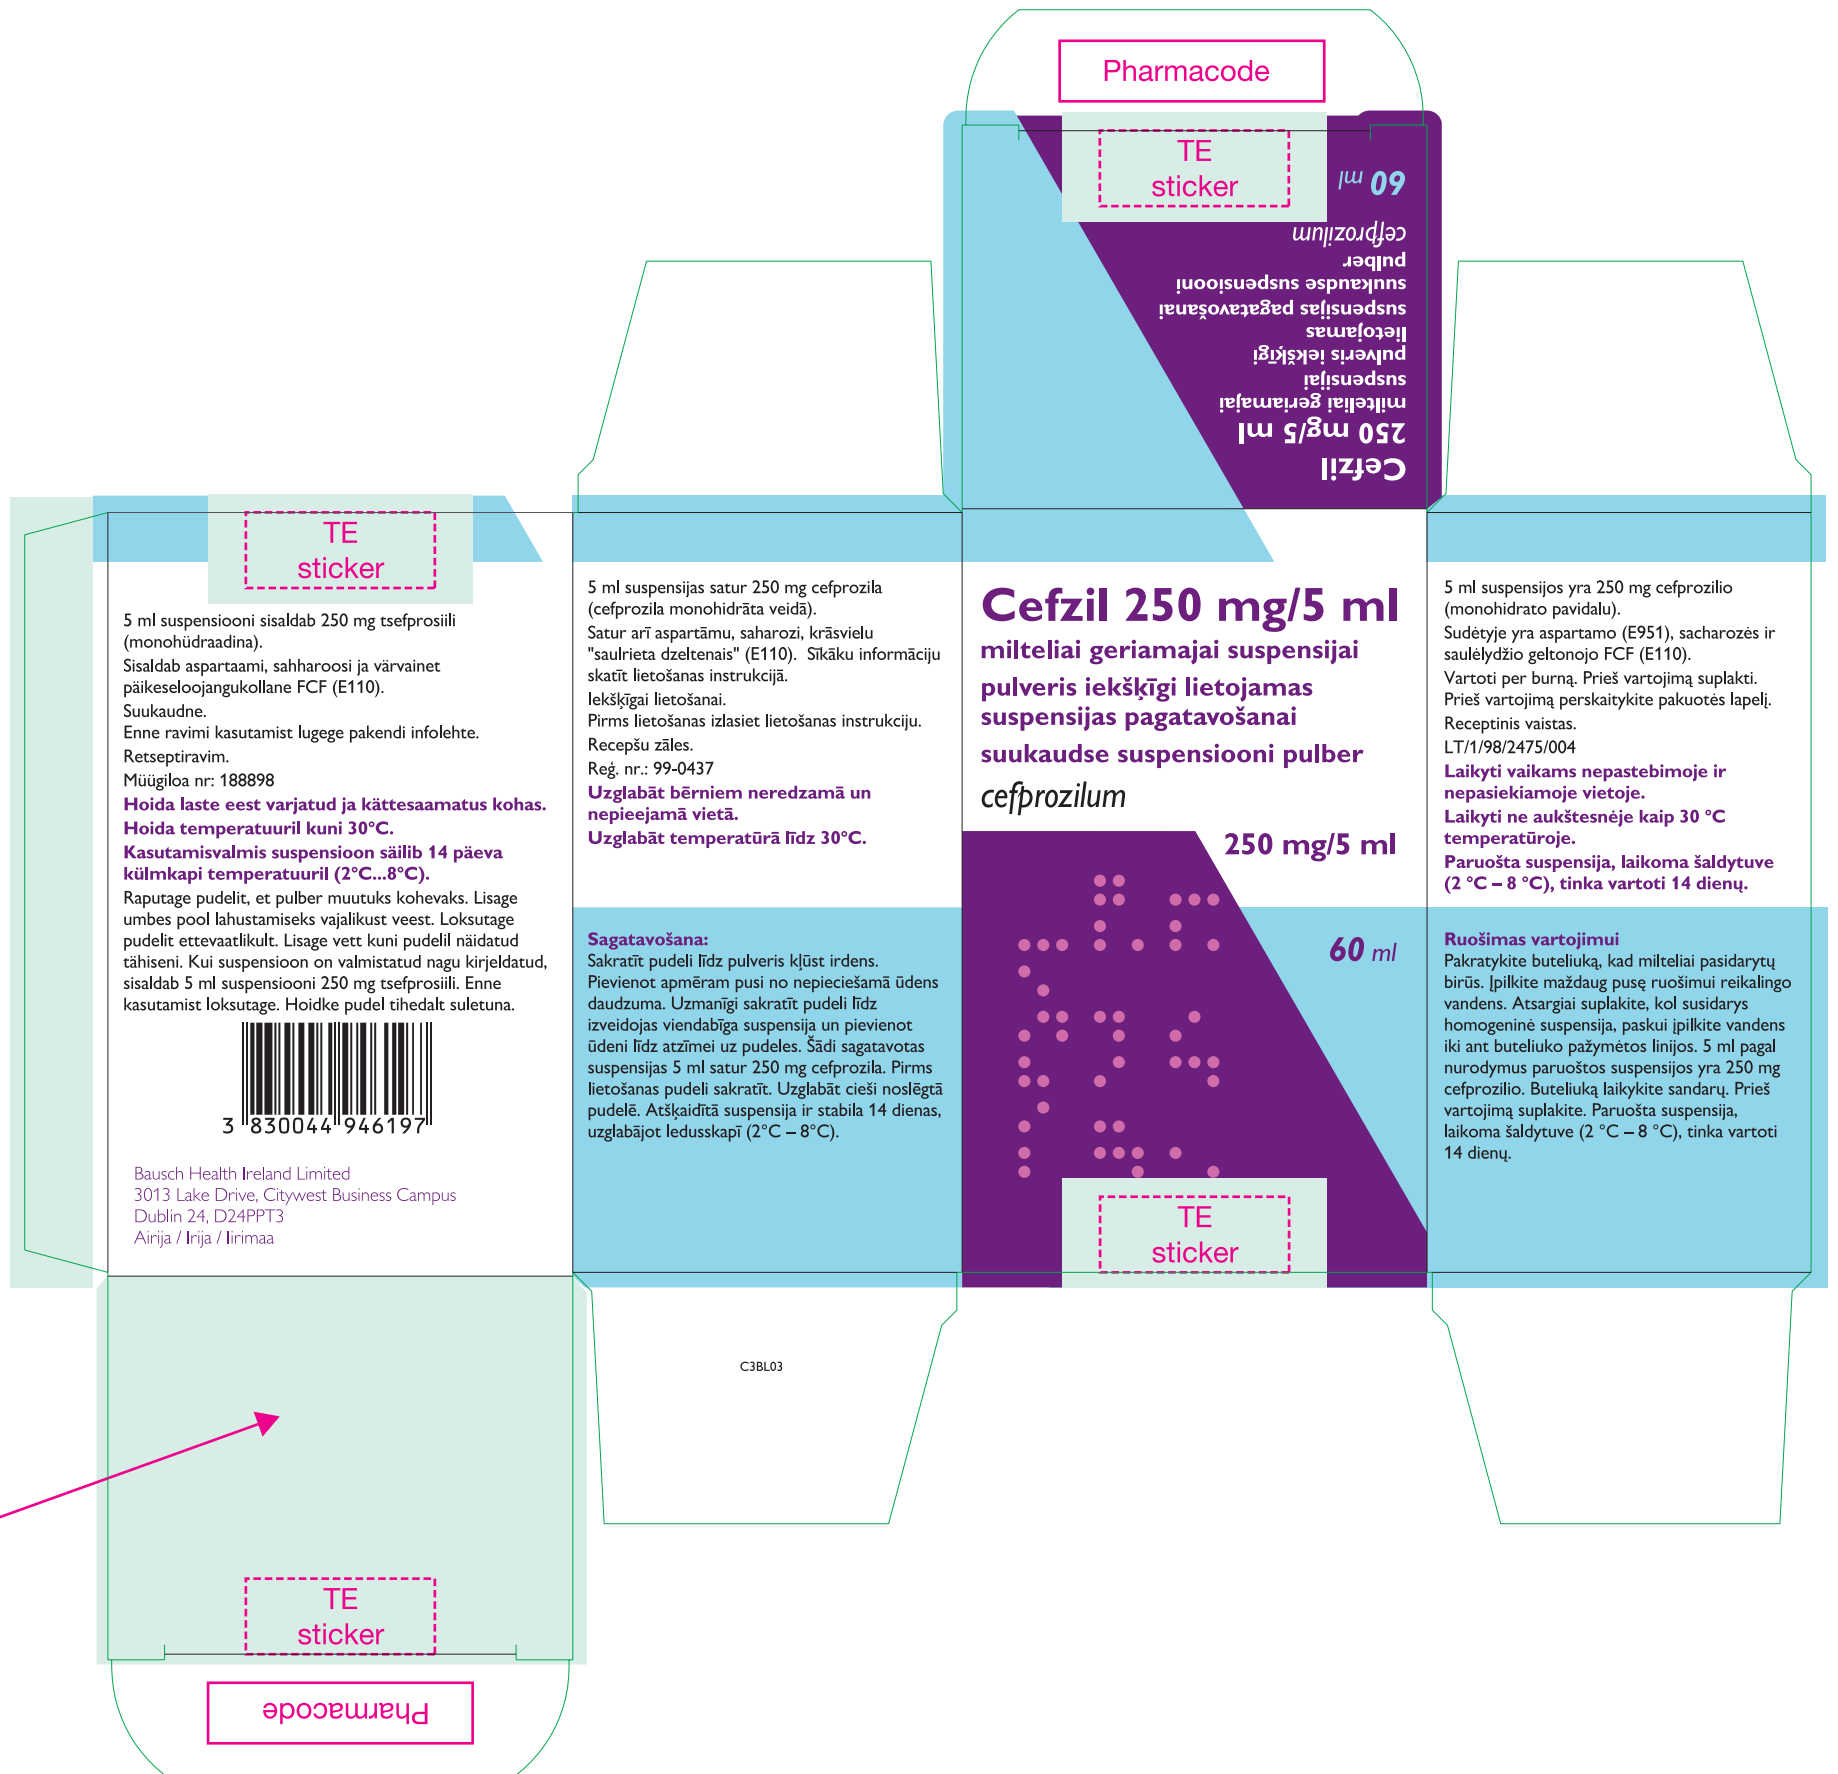 Pharmacode
TE
sticker
Cefzil
250 mg/5 ml
milteliai geriamajai
suspensijai
pulveris iekšķīgi
lietojamas
suspensijas pagatavošanai
suukaudse suspensiooni
pulber
cefprozilum
60 ml
TE
sticker
5 ml suspensiooni sisaldab 250 mg tsefprosiili
(monohüdraadina).
Sisaldab aspartaami, sahharoosi ja värvainet
päikeseloojangukollane FCF (E110).
Suukaudne.
Enne ravimi kasutamist lugege pakendi infolehte.
Retseptiravim.
Müügiloa nr: 188898
Hoida laste eest varjatud ja kättesaamatus kohas.
Hoida temperatuuril kuni 30°C.
Kasutamisvalmis suspensioon säilib 14 päeva
külmkapi temperatuuril (2°C...8°C).
Raputage pudelit, et pulber muutuks kohevaks. Lisage
umbes pool lahustamiseks vajalikust veest. Loksutage
pudelit ettevaatlikult. Lisage vett kuni pudelil näidatud
tähiseni. Kui suspensioon on valmistatud nagu kirjeldatud,
sisaldab 5 ml suspensiooni 250 mg tsefprosiili. Enne
kasutamist loksutage. Hoidke pudel tihedalt suletuna.
3 830044 946197
Bausch Health Ireland Limited
3013 Lake Drive, Citywest Business Campus
Dublin 24, D24PPT3
Airija / Irija / Iirimaa
5 ml suspensijas satur 250 mg cefprozila
(cefprozila monohidrāta veidā).
Satur arī aspartāmu, saharozi, krāsvielu
"saulrieta dzeltenais" (E110). Sīkāku informāciju
skatīt lietošanas instrukcijā.
Iekšķīgai lietošanai.
Pirms lietošanas izlasiet lietošanas instrukciju.
Recepšu zāles.
Reģ. nr.: 99-0437
Uzglabāt bērniem neredzamā un
nepieejamā vietā.
Uzglabāt temperatūrā līdz 30°C.
Sagatavošana:
Sakratīt pudeli līdz pulveris kļūst irdens.
Pievienot apmēram pusi no nepieciešamā ūdens
daudzuma. Uzmanīgi sakratīt pudeli līdz
izveidojas viendabīga suspensija un pievienot
ūdeni līdz atzīmei uz pudeles. Šādi sagatavotas
suspensijas 5 ml satur 250 mg cefprozila. Pirms
lietošanas pudeli sakratīt. Uzglabāt cieši noslēgtā
pudelē. Atšķaidītā suspensija ir stabila 14 dienas,
uzglabājot ledusskapī (2°C – 8°C).
Cefzil 250 mg/5 ml
milteliai geriamajai suspensijai
pulveris iekšķīgi lietojamas
suspensijas pagatavošanai
suukaudse suspensiooni pulber
cefprozilum
250 mg/5 ml
60 ml
TE
sticker
5 ml suspensijos yra 250 mg cefprozilio
(monohidrato pavidalu).
Sudėtyje yra aspartamo (E951), sacharozės ir
saulėlydžio geltonojo FCF (E110).
Vartoti per burną. Prieš vartojimą suplakti.
Prieš vartojimą perskaitykite pakuotės lapelį.
Receptinis vaistas.
LT/1/98/2475/004
Laikyti vaikams nepastebimoje ir
nepasiekiamoje vietoje.
Laikyti ne aukštesnėje kaip 30 °C
temperatūroje.
Paruošta suspensija, laikoma šaldytuve
(2 °C – 8 °C), tinka vartoti 14 dienų.
Ruošimas vartojimui
Pakratykite buteliuką, kad milteliai pasidarytų
birūs. Įpilkite maždaug pusę ruošimui reikalingo
vandens. Atsargiai suplakite, kol susidarys
homogeninė suspensija, paskui įpilkite vandens
iki ant buteliuko pažymėtos linijos. 5 ml pagal
nurodymus paruoštos suspensijos yra 250 mg
cefprozilio. Buteliuką laikykite sandarų. Prieš
vartojimą suplakite. Paruošta suspensija,
laikoma šaldytuve (2 °C – 8 °C), tinka vartoti
14 dienų.
C3BL03
TE
sticker
Pharmacode